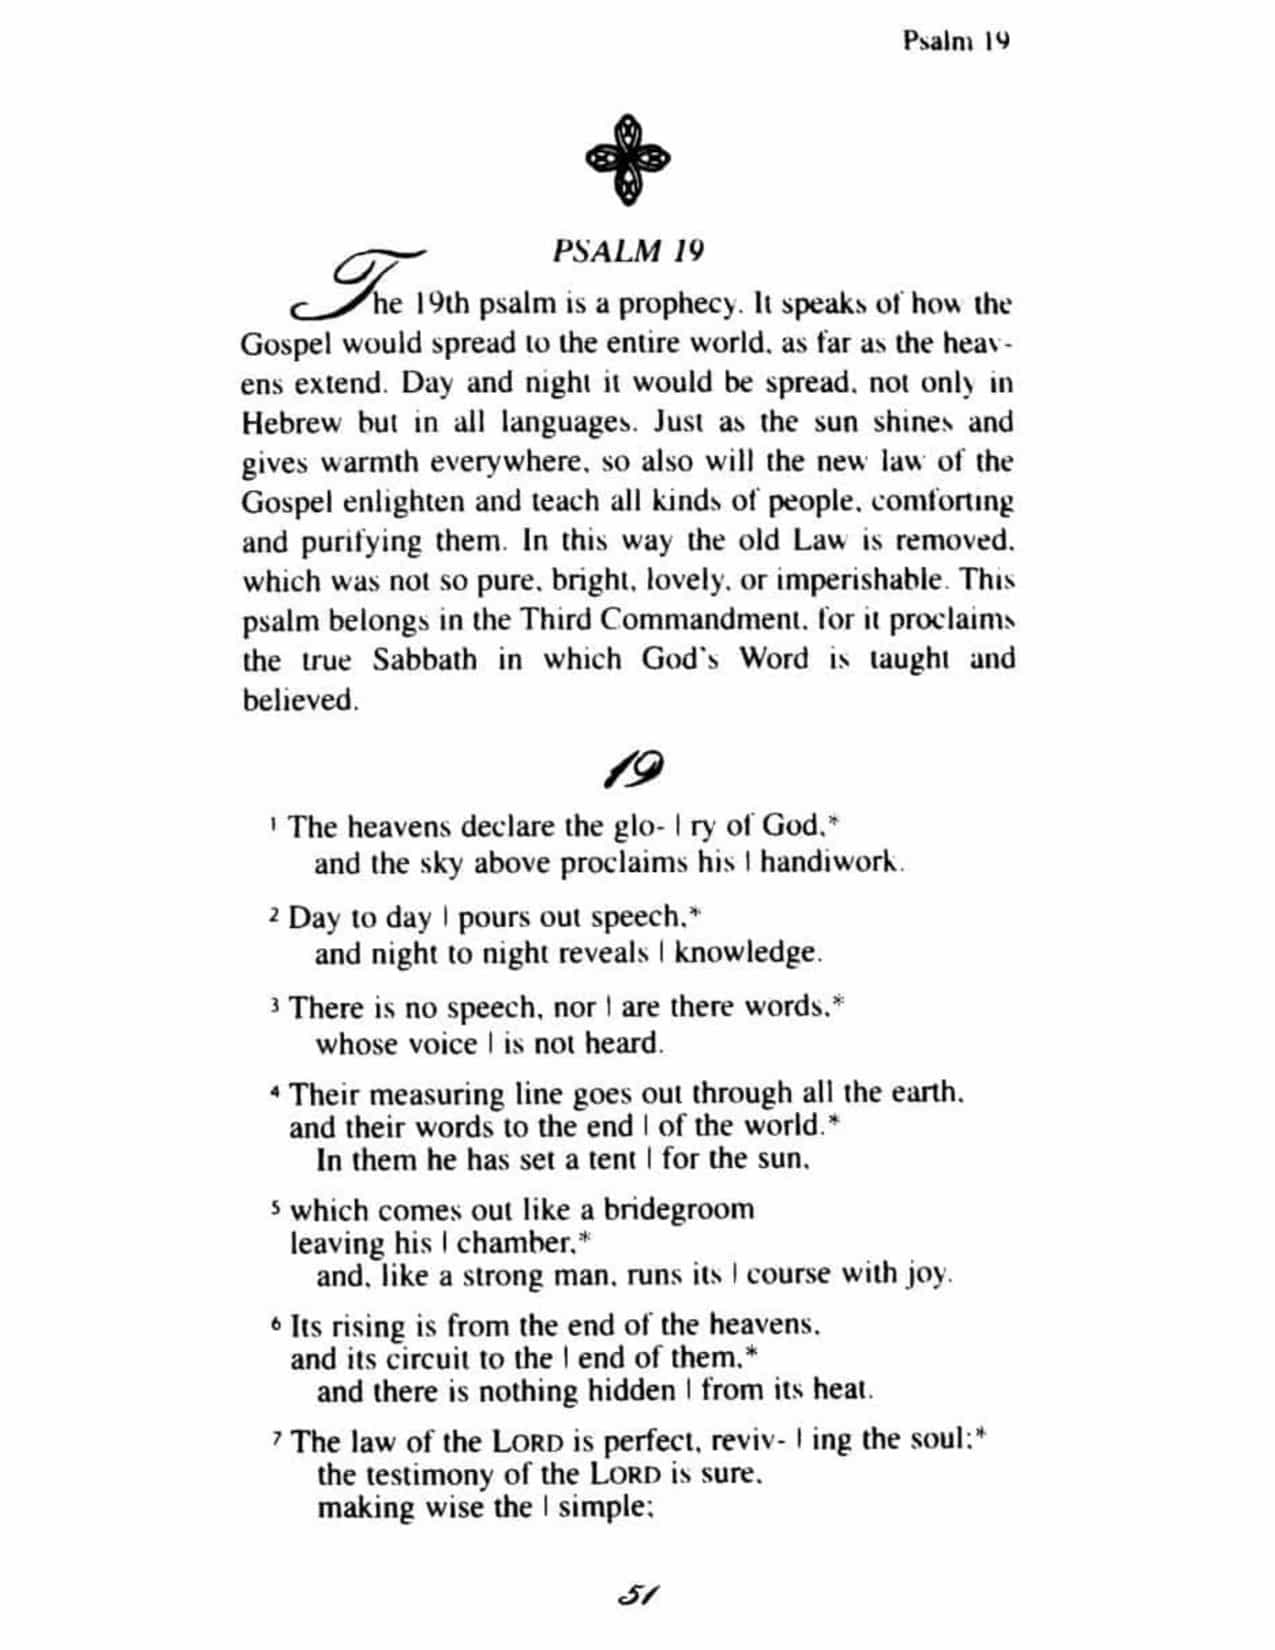 Psalm 19
PSALM 19
The 19th psalm is a prophecy. It speaks of how the
Gospel would spread to the entire world, as far as the heav-
ens extend. Day and night it would be spread, not only in
Hebrew but in all languages. Just as the sun shines and
gives warmth everywhere, so also will the new law of the
Gospel enlighten and teach all kinds of people, comforting
and purifying them. In this way the old Law is removed,
which was not so pure, bright, lovely, or imperishable. This
psalm belongs in the Third Commandment, for it proclaims
the true Sabbath in which God's Word is taught and
believed.
19
1 The heavens declare the glo- | ry of God,*
and the sky above proclaims his | handiwork.
2 Day to day | pours out speech,*
and night to night reveals | knowledge.
3 There is no speech, nor | are there words,*
whose voice | is not heard.
4 Their measuring line goes out through all the earth,
and their words to the end | of the world.*
In them he has set a tent | for the sun,
5 which comes out like a bridegroom
leaving his | chamber,*
and, like a strong man, runs its | course with joy.
6 Its rising is from the end of the heavens,
and its circuit to the | end of them,*
and there is nothing hidden | from its heat.
7 The law of the LORD is perfect, reviv- | ing the soul;*
the testimony of the LORD is sure,
making wise the | simple;
51